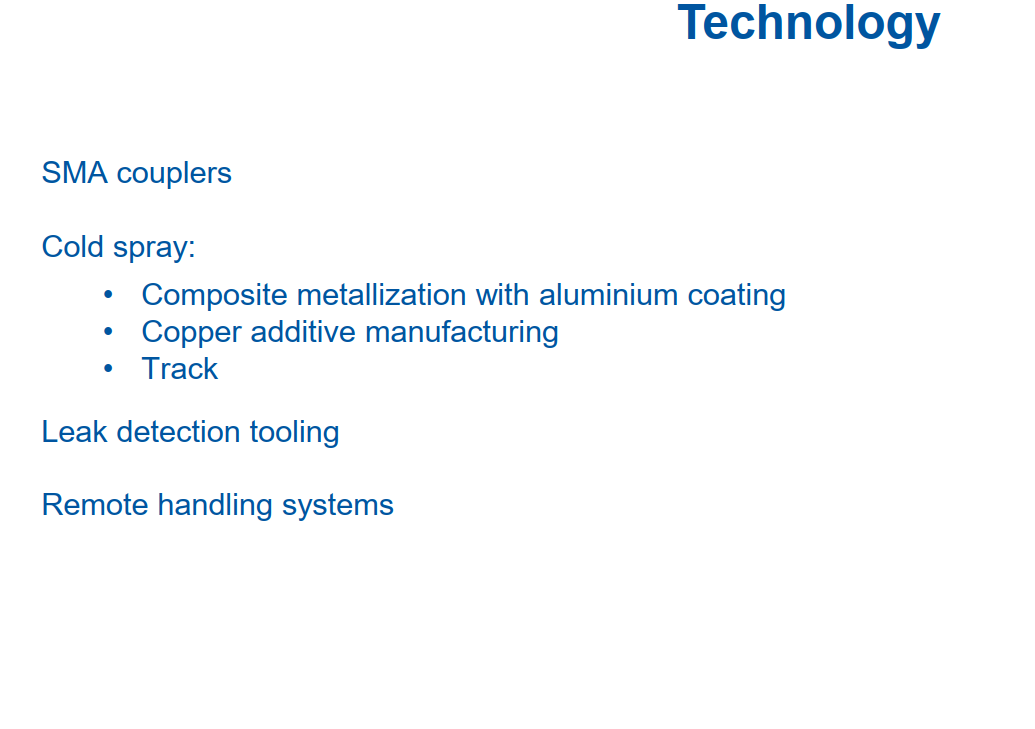 Technology
SMA couplers
Cold spray:
• Composite metallization with aluminium coating
• Copper additive manufacturing
• Track
Leak detection tooling
Remote handling systems